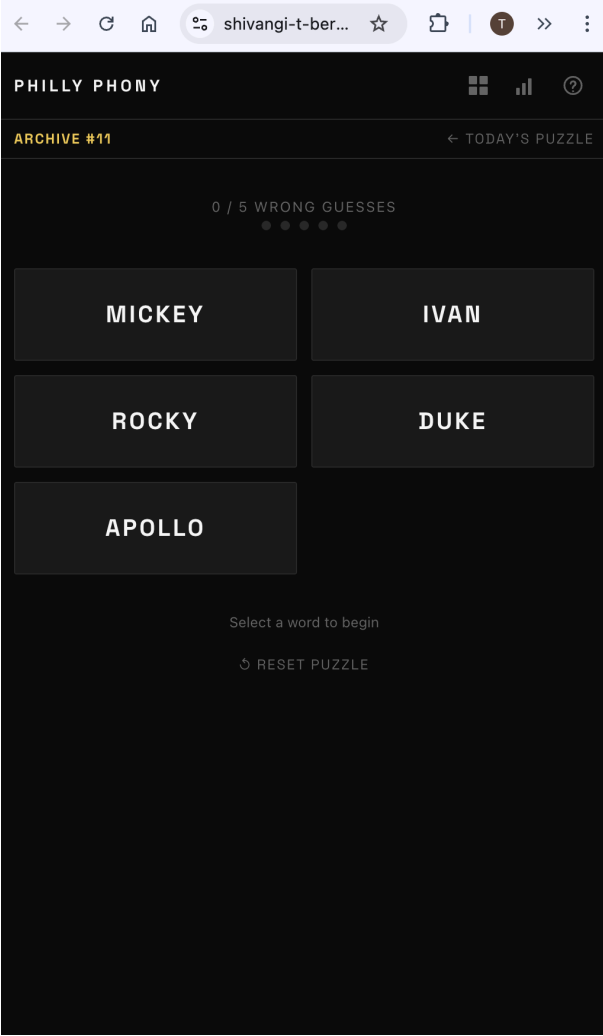 shivangi-t-ber...
T
PHILLY PHONY
ARCHIVE #11
← TODAY'S PUZZLE
0 / 5 WRONG GUESSES
MICKEY
IVAN
ROCKY
DUKE
APOLLO
Select a word to begin
↺ RESET PUZZLE